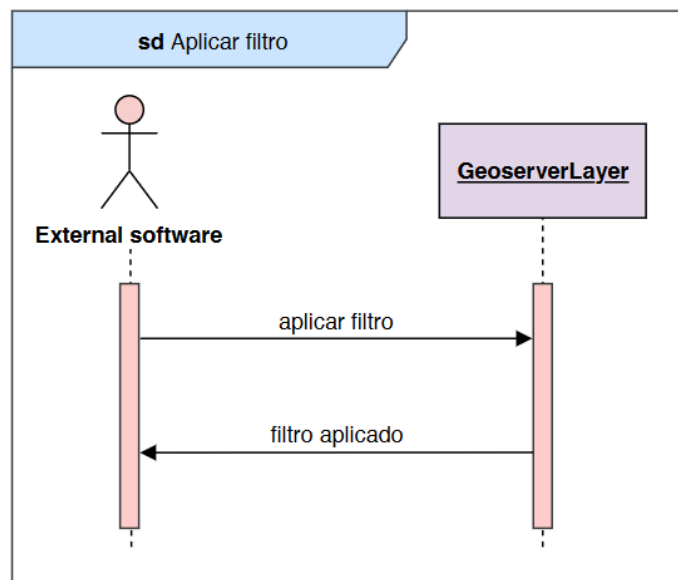 sd Aplicar filtro
External software
GeoserverLayer
aplicar filtro
filtro aplicado